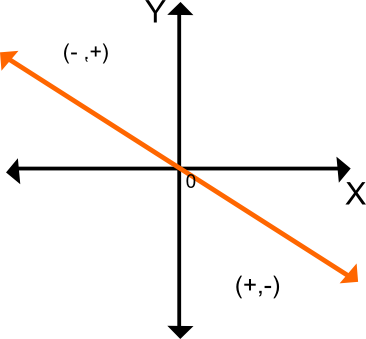 Y
(- ,+)
0
X
(+,-)